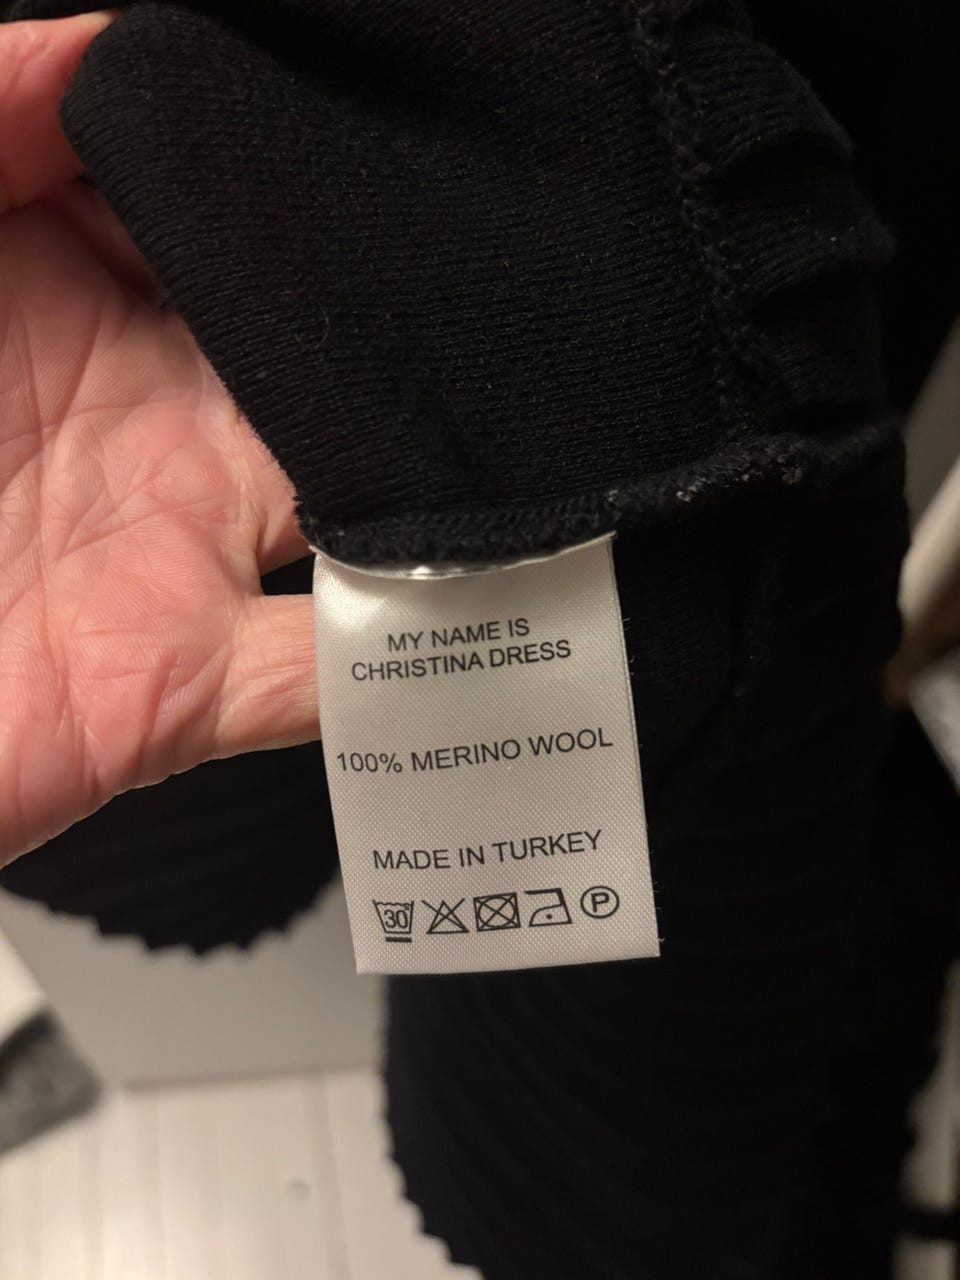 MY NAME IS
CHRISTINA DRESS
100% MERINO WOOL
MADE IN TURKEY
30 P